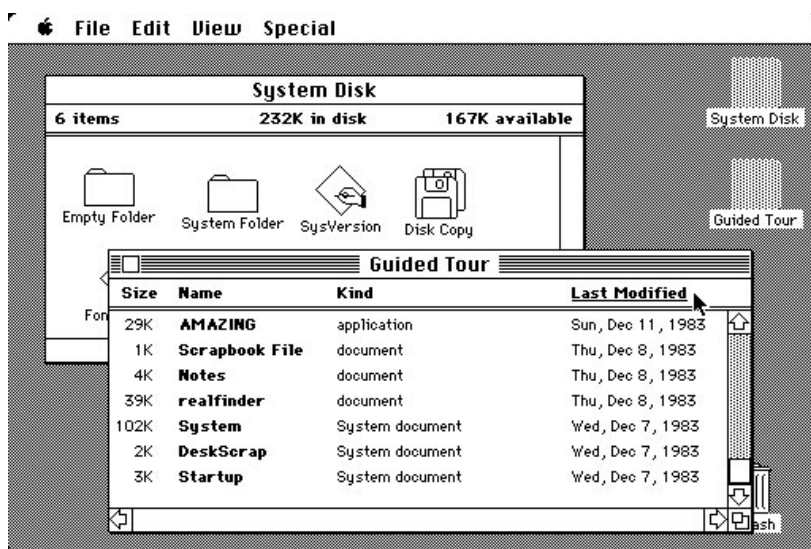 File Edit View Special
System Disk
6 items 232K in disk 167K available
Empty Folder System Folder SysVersion Disk Copy
Fon
System Disk
Guided Tour
Guided Tour
Size Name Kind Last Modified
29K AMAZING application Sun, Dec 11, 1983
1K Scrapbook File document Thu, Dec 8, 1983
4K Notes document Thu, Dec 8, 1983
39K realfinder document Thu, Dec 8, 1983
102K System System document Wed, Dec 7, 1983
2K DeskScrap System document Wed, Dec 7, 1983
3K Startup System document Wed, Dec 7, 1983
ash